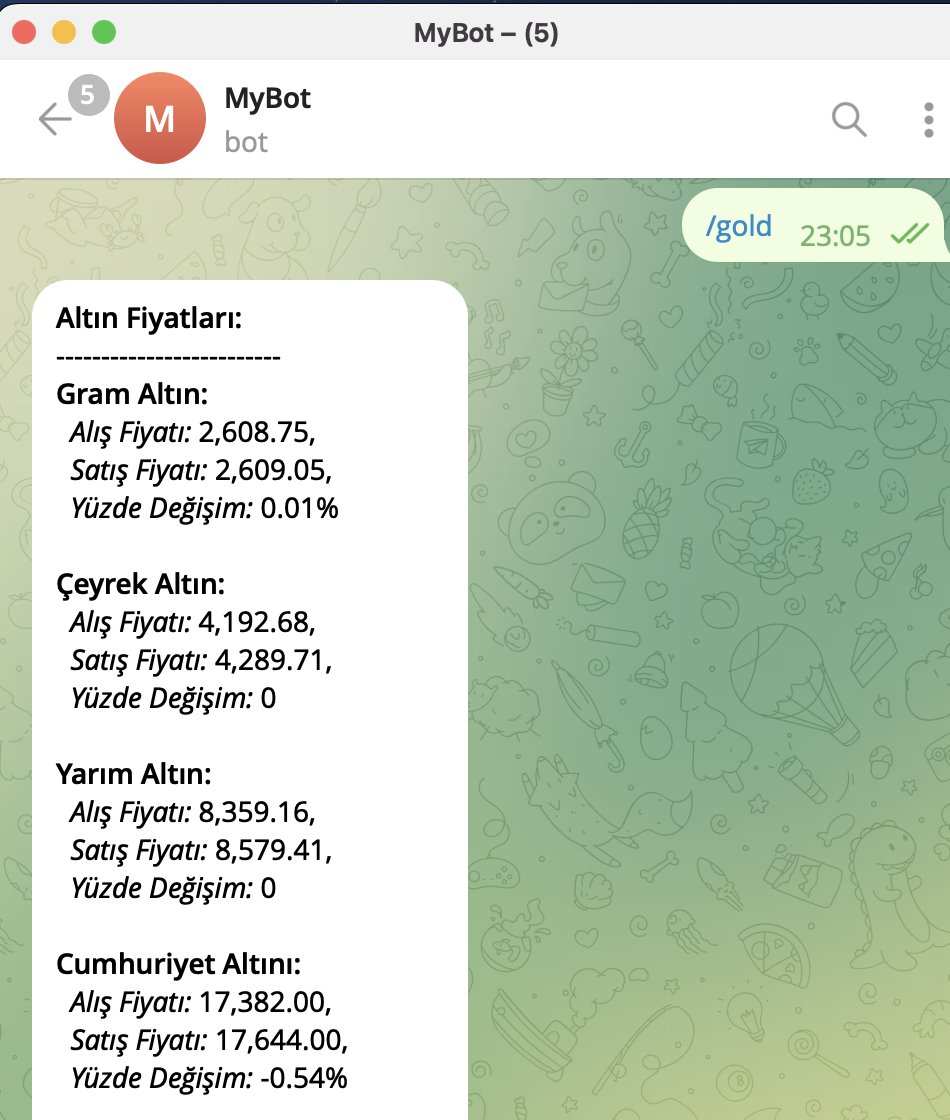 MyBot – (5)
5
M
MyBot
bot
/gold 23:05
Altın Fiyatları:
-------------------------
Gram Altın:
Alış Fiyatı: 2,608.75,
Satış Fiyatı: 2,609.05,
Yüzde Değişim: 0.01%
Çeyrek Altın:
Alış Fiyatı: 4,192.68,
Satış Fiyatı: 4,289.71,
Yüzde Değişim: 0
Yarım Altın:
Alış Fiyatı: 8,359.16,
Satış Fiyatı: 8,579.41,
Yüzde Değişim: 0
Cumhuriyet Altını:
Alış Fiyatı: 17,382.00,
Satış Fiyatı: 17,644.00,
Yüzde Değişim: -0.54%